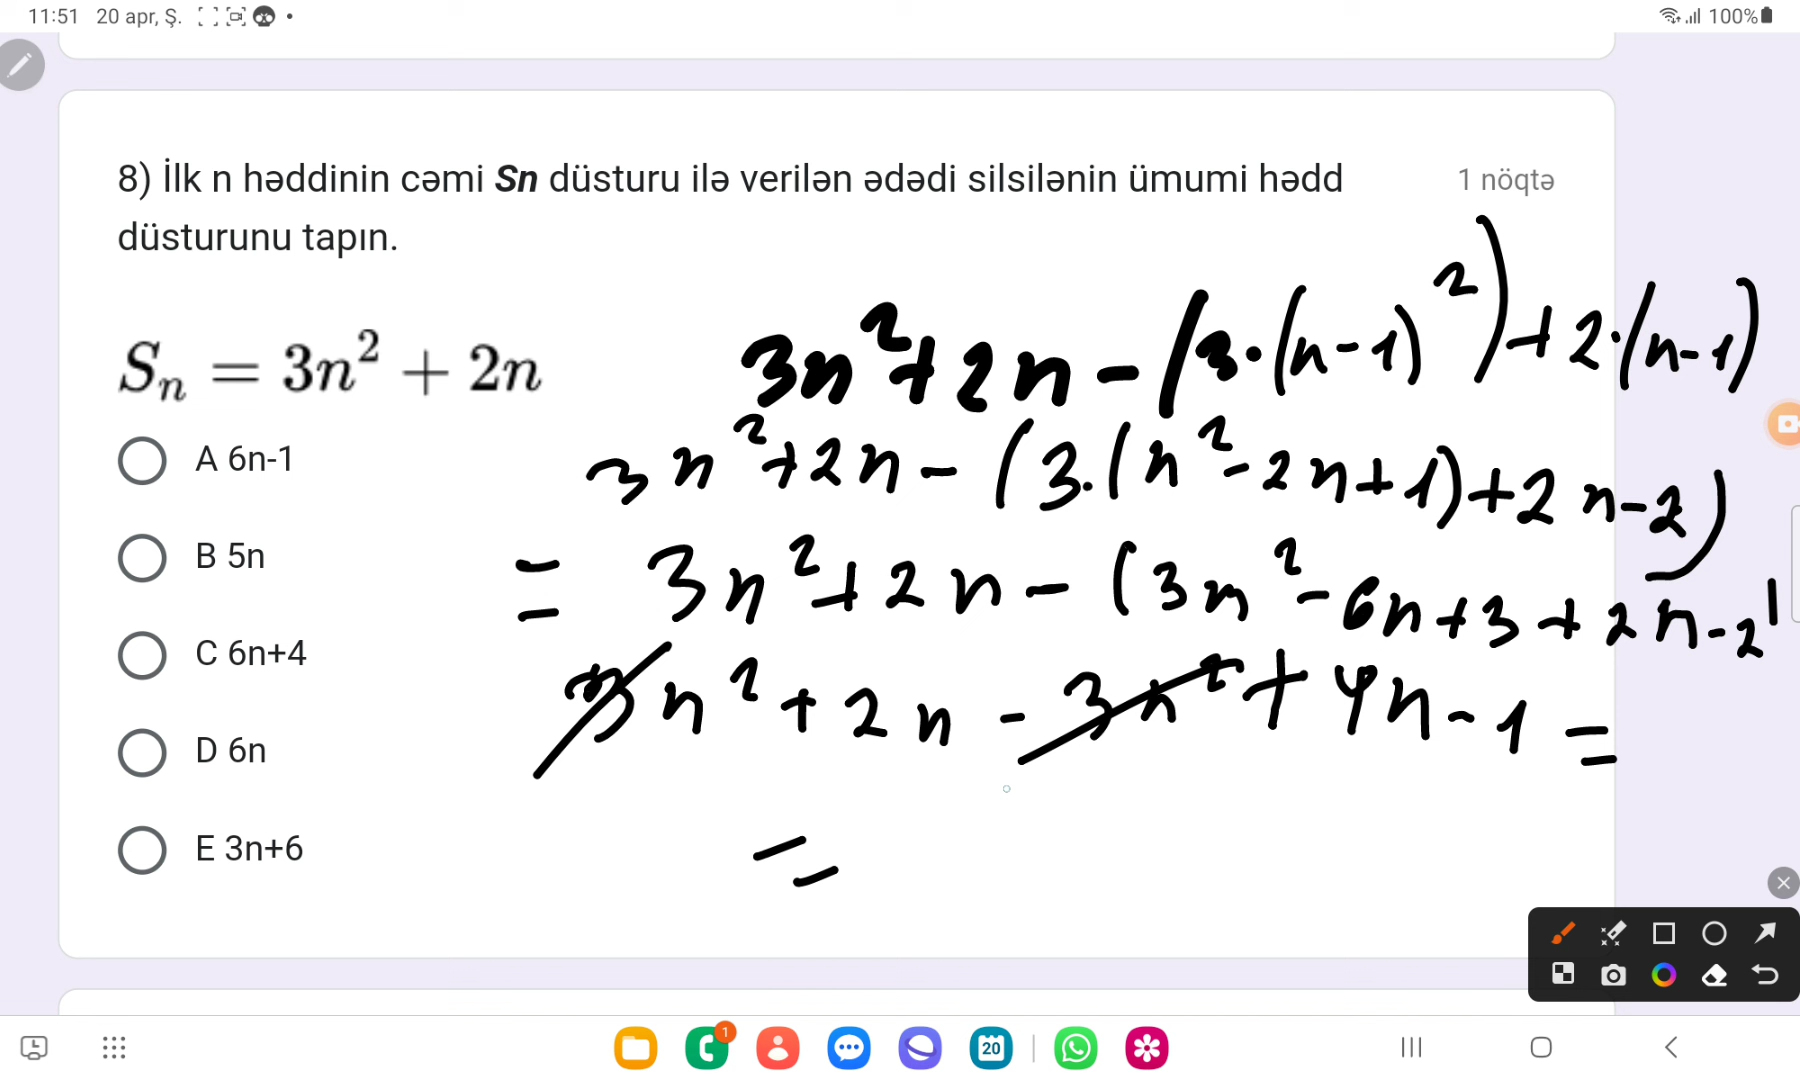 11:51 20 apr, Ş. 100%
8) İlk n həddinin cəmi Sn düsturu ilə verilən ədədi silsilənin ümumi hədd 1 nöqtə
düsturunu tapın.
3n²+2n-(3·(n-1)²)+2·(n-1)
Sₙ = 3n² + 2n
A 6n-1
3n²+2n-(3·(n²-2n+1)+2n-2)
B 5n
= 3n²+2n-(3n²-6n+3+2n-2)
C 6n+4
3n²+2n-3n²+4n-1=
D 6n
=
E 3n+6
1
20